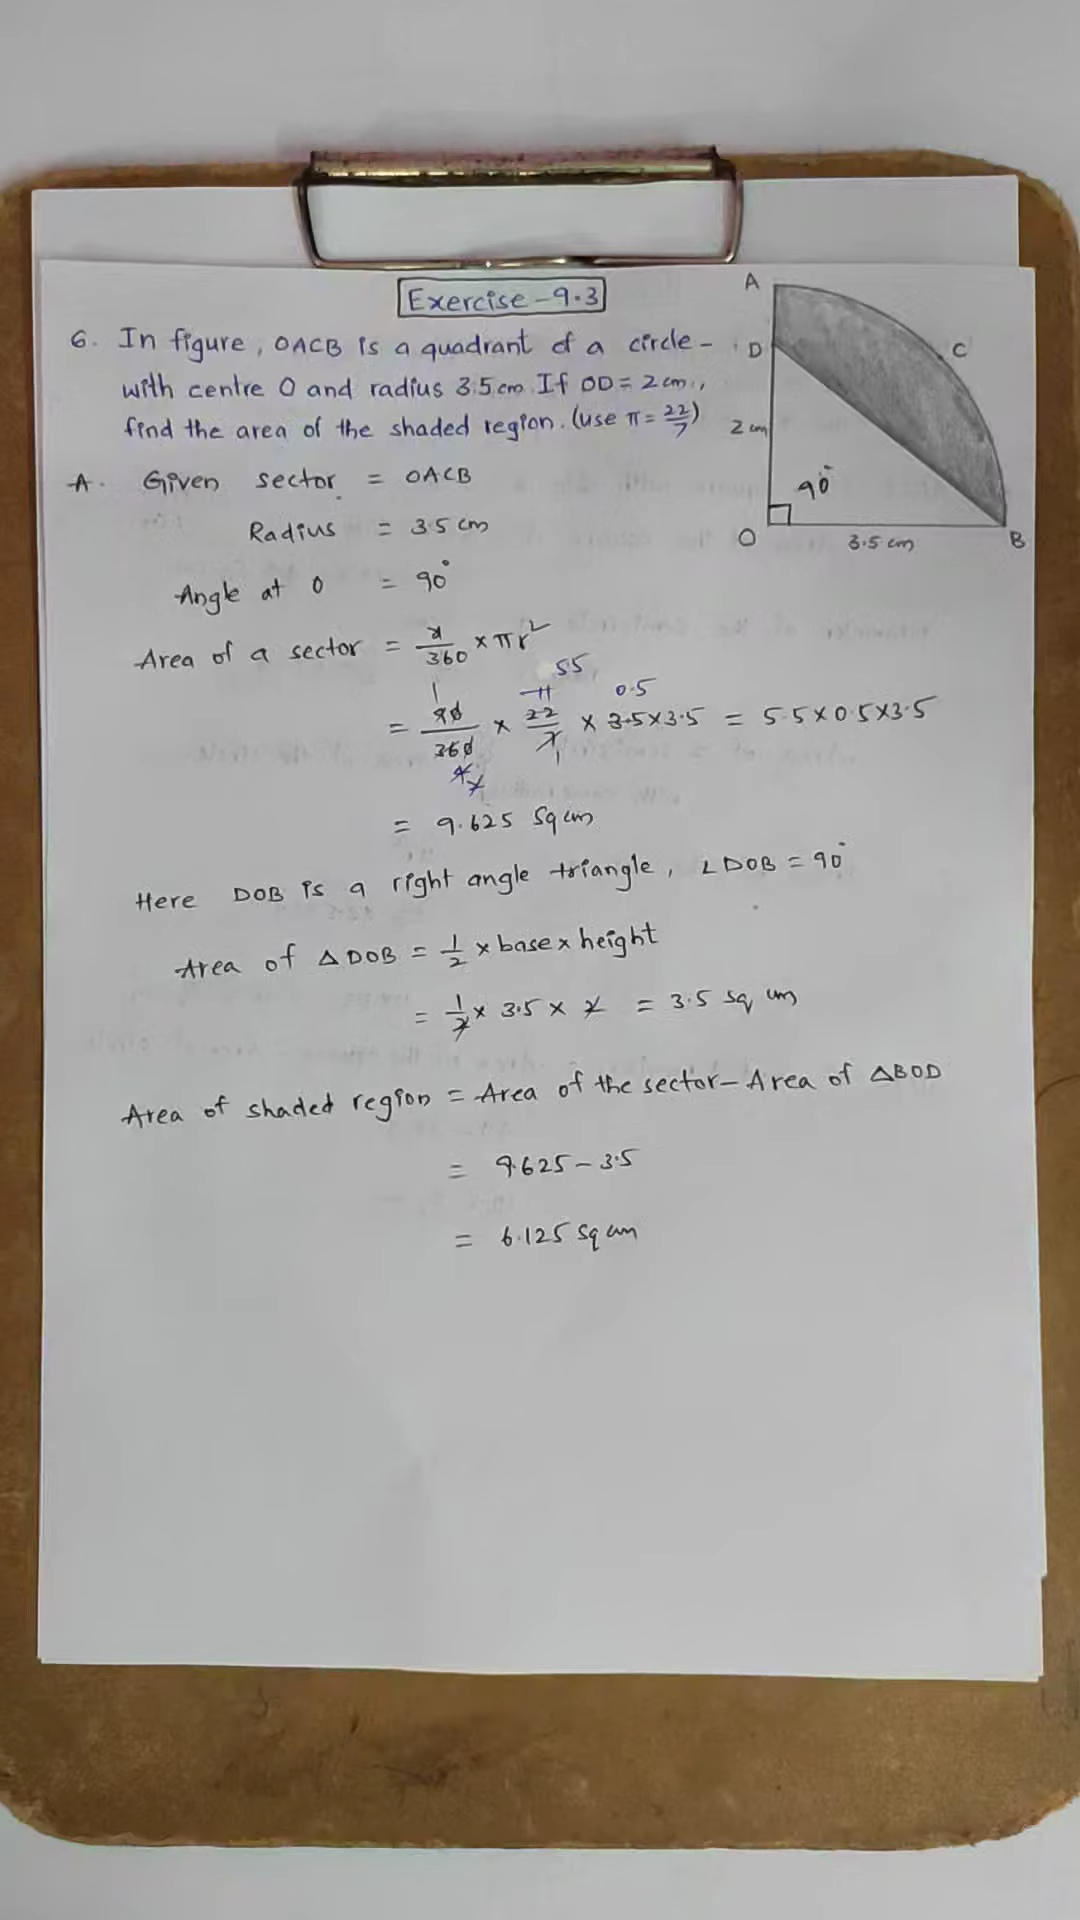 Exercise-9.3
6. In figure, OACB is a quadrant of a circle-
with centre O and radius 3.5cm. If OD = 2cm.,
find the area of the shaded region. (use π = 22/7)
A
D
C
2 cm
90°
O
3.5 cm
B
A. Given sector = OACB
Radius = 3.5 cm
Angle at O = 90°
Area of a sector = x/360 × πr²
= 90/360 × 22/7 × 3.5×3.5 = 5.5×0.5×3.5
1 11 5.5 0.5
4 2 1
= 9.625 Sq cm
Here DOB is a right angle triangle, ∠DOB = 90°
Area of △DOB = 1/2 × base × height
= 1/2 × 3.5 × 2 = 3.5 sq cm
Area of shaded region = Area of the sector - Area of △BOD
= 9.625 - 3.5
= 6.125 sq cm